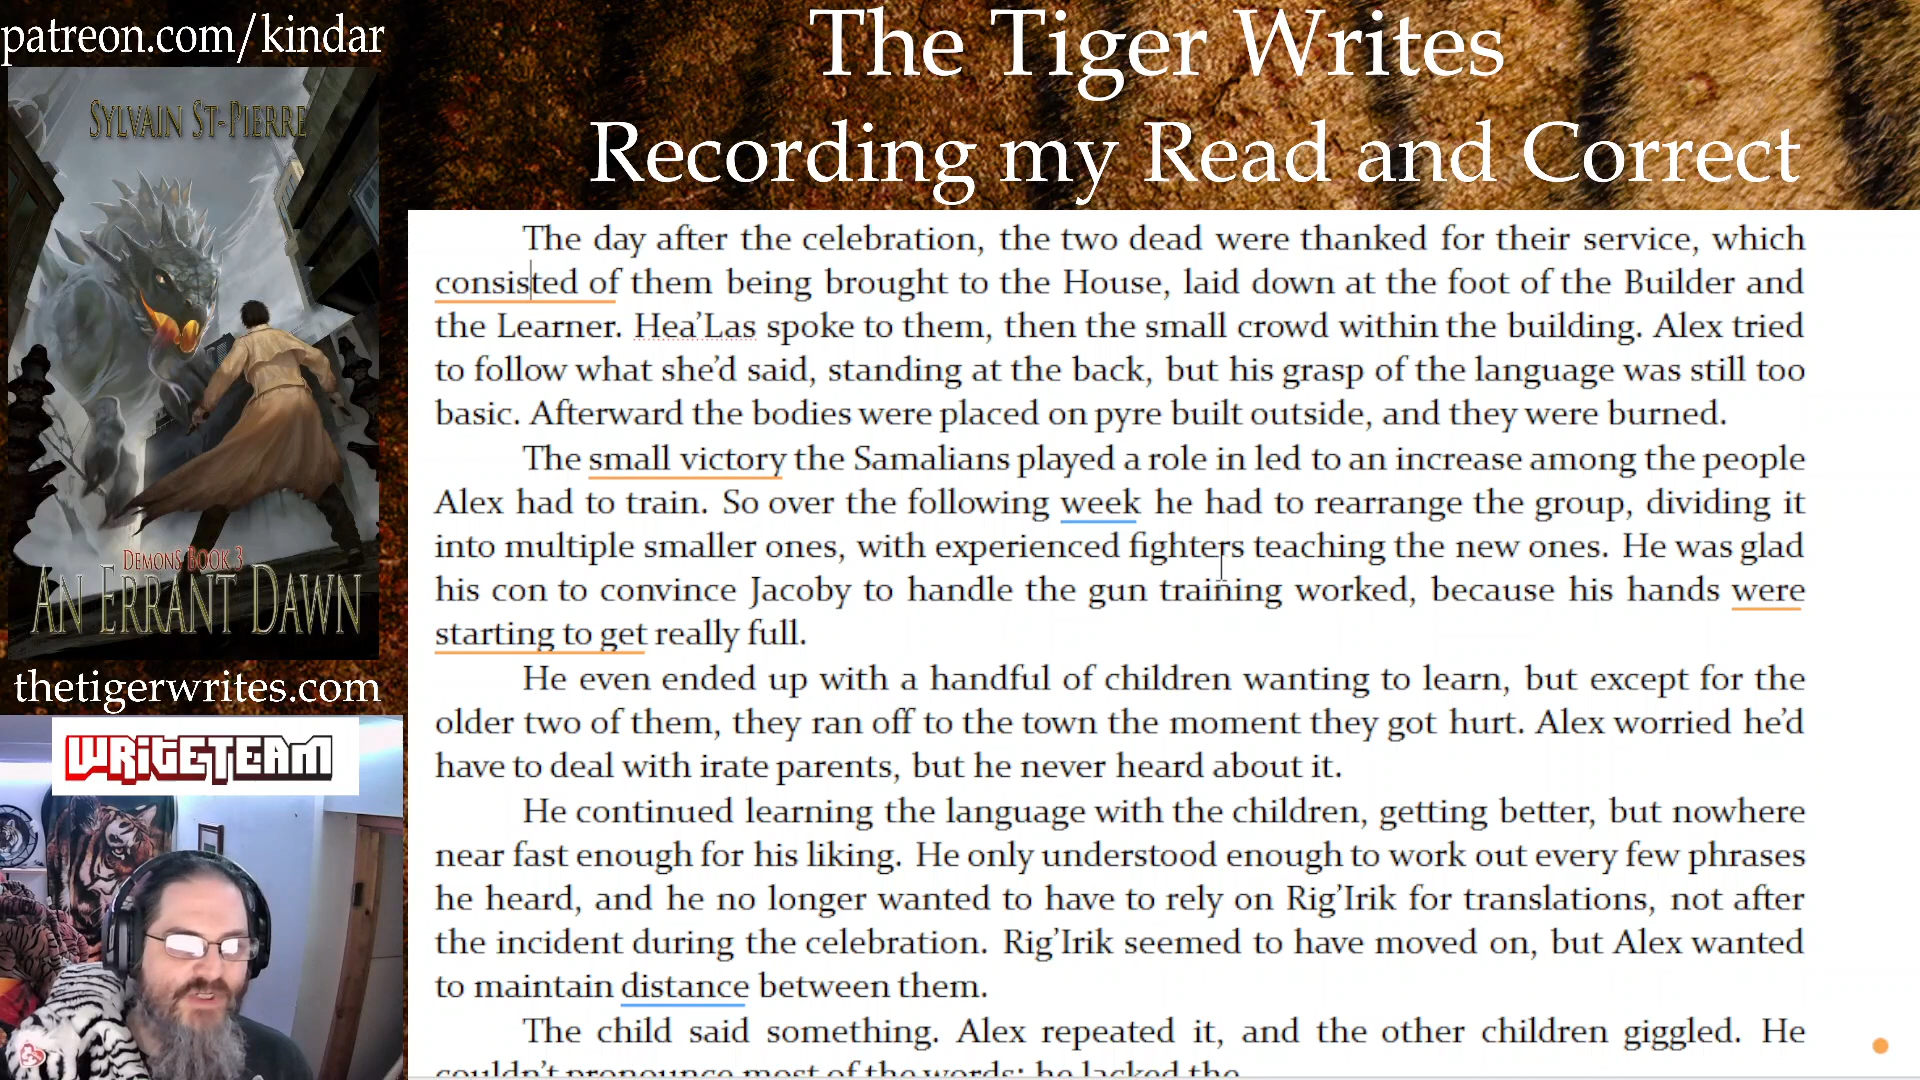 patreon.com/kindar
The Tiger Writes
Recording my Read and Correct
SYLVAIN ST-PIERRE
DEMONS BOOK 3
AN ERRANT DAWN
thetigerwrites.com
WRITETEAM
The day after the celebration, the two dead were thanked for their service, which
consisted of them being brought to the House, laid down at the foot of the Builder and
the Learner. Hea’Las spoke to them, then the small crowd within the building. Alex tried
to follow what she’d said, standing at the back, but his grasp of the language was still too
basic. Afterward the bodies were placed on pyre built outside, and they were burned.
The small victory the Samalians played a role in led to an increase among the people
Alex had to train. So over the following week he had to rearrange the group, dividing it
into multiple smaller ones, with experienced fighters teaching the new ones. He was glad
his con to convince Jacoby to handle the gun training worked, because his hands were
starting to get really full.
He even ended up with a handful of children wanting to learn, but except for the
older two of them, they ran off to the town the moment they got hurt. Alex worried he’d
have to deal with irate parents, but he never heard about it.
He continued learning the language with the children, getting better, but nowhere
near fast enough for his liking. He only understood enough to work out every few phrases
he heard, and he no longer wanted to have to rely on Rig’Irik for translations, not after
the incident during the celebration. Rig’Irik seemed to have moved on, but Alex wanted
to maintain distance between them.
The child said something. Alex repeated it, and the other children giggled. He
couldn’t pronounce most of the words; he lacked the